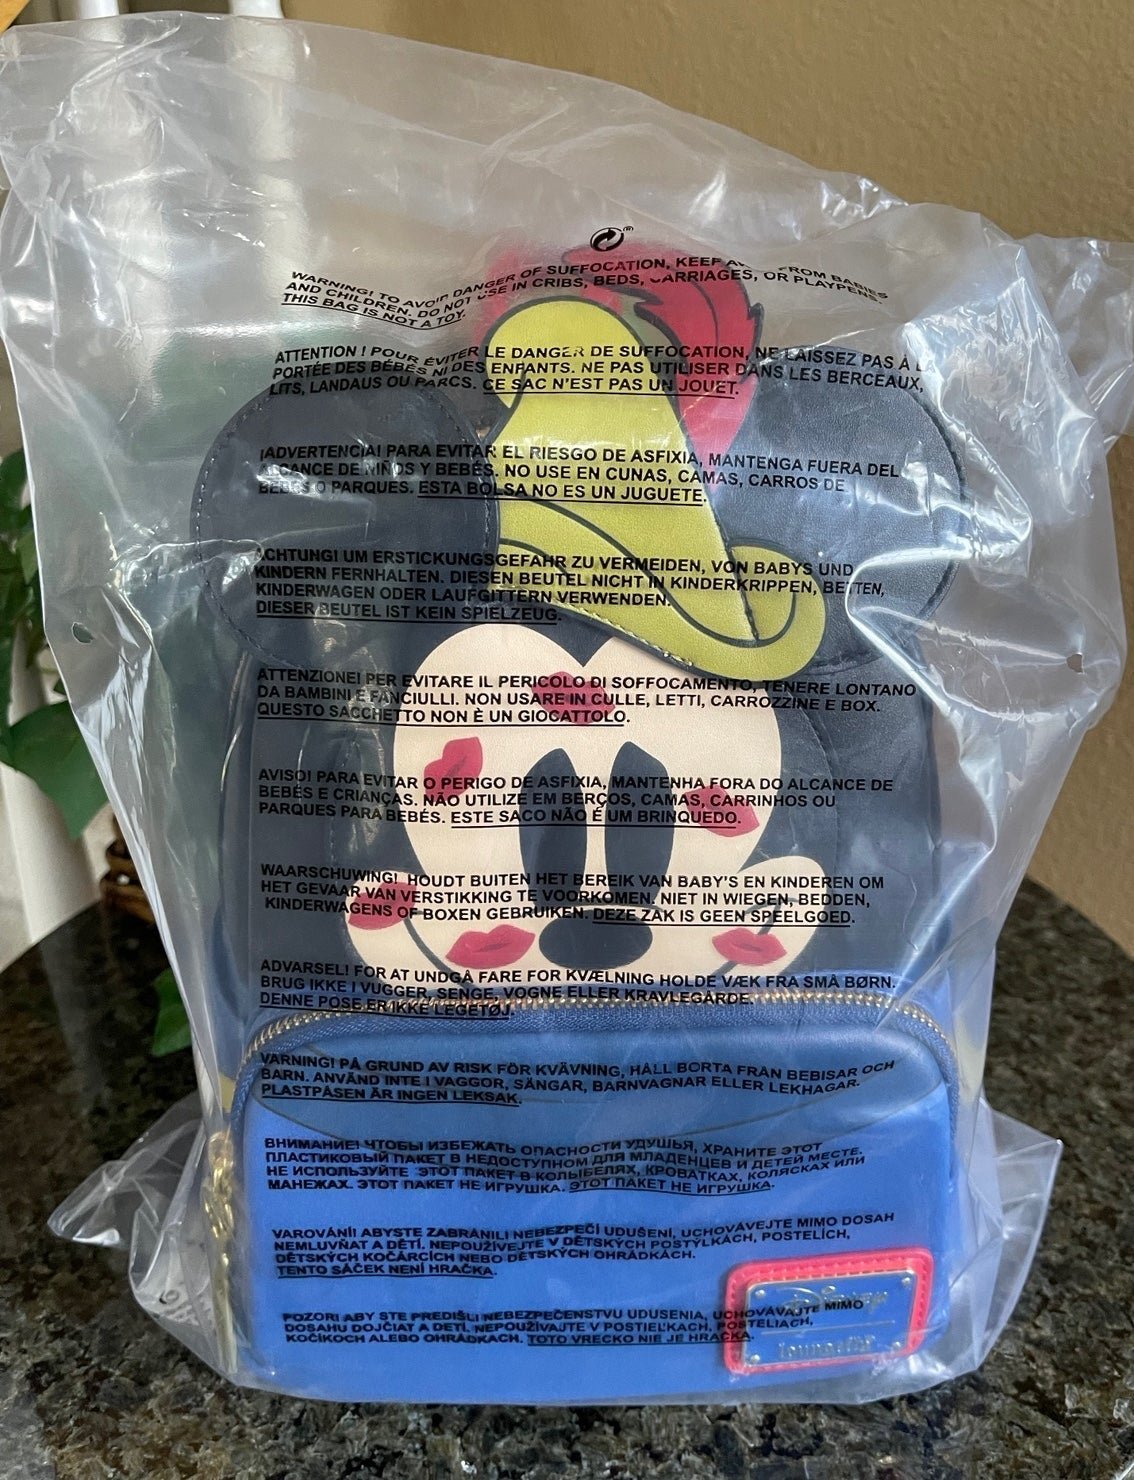 WARNING! TO AVOID DANGER OF SUFFOCATION, KEEP FROM BABIES
AND CHILDREN. DO NOT USE IN CRIBS, BEDS, CARRIAGES, OR PLAYPENS.
THIS BAG IS NOT A TOY.
ATTENTION ! POUR ÉVITER LE DANGER DE SUFFOCATION, NE LAISSEZ PAS À LA
PORTÉE DES BÉBÉS NI DES ENFANTS. NE PAS UTILISER DANS LES BERCEAUX,
LITS, LANDAUS OU PARCS. CE SAC N'EST PAS UN JOUET.
¡ADVERTENCIA! PARA EVITAR EL RIESGO DE ASFIXIA, MANTENGA FUERA DEL
ALCANCE DE NIÑOS Y BEBÉS. NO USE EN CUNAS, CAMAS, CARROS DE
BEBÉS O PARQUES. ESTA BOLSA NO ES UN JUGUETE.
ACHTUNG! UM ERSTICKUNGSGEFAHR ZU VERMEIDEN, VON BABYS UND
KINDERN FERNHALTEN. DIESEN BEUTEL NICHT IN KINDERKRIPPEN, BETTEN,
KINDERWAGEN ODER LAUFGITTERN VERWENDEN.
DIESER BEUTEL IST KEIN SPIELZEUG.
ATTENZIONE! PER EVITARE IL PERICOLO DI SOFFOCAMENTO, TENERE LONTANO
DA BAMBINI E FANCIULLI. NON USARE IN CULLE, LETTI, CARROZZINE E BOX.
QUESTO SACCHETTO NON È UN GIOCATTOLO.
AVISO! PARA EVITAR O PERIGO DE ASFIXIA, MANTENHA FORA DO ALCANCE DE
BEBÉS E CRIANÇAS. NÃO UTILIZE EM BERÇOS, CAMAS, CARRINHOS OU
PARQUES PARA BEBÉS. ESTE SACO NÃO É UM BRINQUEDO.
WAARSCHUWING! HOUDT BUITEN HET BEREIK VAN BABY'S EN KINDEREN OM
HET GEVAAR VAN VERSTIKKING TE VOORKOMEN. NIET IN WIEGEN, BEDDEN,
KINDERWAGENS OF BOXEN GEBRUIKEN. DEZE ZAK IS GEEN SPEELGOED.
ADVARSEL! FOR AT UNDGÅ FARE FOR KVÆLNING HOLDE VÆK FRA SMÅ BØRN.
BRUG IKKE I VUGGER, SENGE, VOGNE ELLER KRAVLEGÅRDE.
DENNE POSE ER IKKE LEGETØJ.
VARNING! PÅ GRUND AV RISK FÖR KVÄVNING, HÅLL BORTA FRÅN BEBISAR OCH
BARN. ANVÄND INTE I VAGGOR, SÄNGAR, BARNVAGNAR ELLER LEKHAGAR.
PLASTPÅSEN ÄR INGEN LEKSAK.
ВНИМАНИЕ! ЧТОБЫ ИЗБЕЖАТЬ ОПАСНОСТИ УДУШЬЯ, ХРАНИТЕ ЭТОТ
ПЛАСТИКОВЫЙ ПАКЕТ В НЕДОСТУПНОМ ДЛЯ МЛАДЕНЦЕВ И ДЕТЕЙ МЕСТЕ.
НЕ ИСПОЛЬЗУЙТЕ ЭТОТ ПАКЕТ В КОЛЫБЕЛЯХ, КРОВАТКАХ, КОЛЯСКАХ ИЛИ
МАНЕЖАХ. ЭТОТ ПАКЕТ НЕ ИГРУШКА. ЭТОТ ПАКЕТ НЕ ИГРУШКА.
VAROVÁNÍ! ABYSTE ZABRÁNILI NEBEZPEČÍ UDUŠENÍ, UCHOVÁVEJTE MIMO DOSAH
NEMLUVŇAT A DĚTÍ. NEPOUŽÍVEJTE V DĚTSKÝCH POSTÝLKÁCH, POSTELÍCH,
DĚTSKÝCH KOČÁRCÍCH NEBO DĚTSKÝCH OHRÁDKÁCH.
TENTO SÁČEK NENÍ HRAČKA.
POZOR! ABY STE PREDIŠLI NEBEZPEČENSTVU UDUSENIA, UCHOVÁVAJTE MIMO
DOSAHU DOJČIAT A DETÍ. NEPOUŽÍVAJTE V POSTIEĽKACH, POSTELIACH,
KOČÍKOCH ALEBO OHRÁDKACH. TOTO VRECKO NIE JE HRAČKA.
Disney
Loungefly